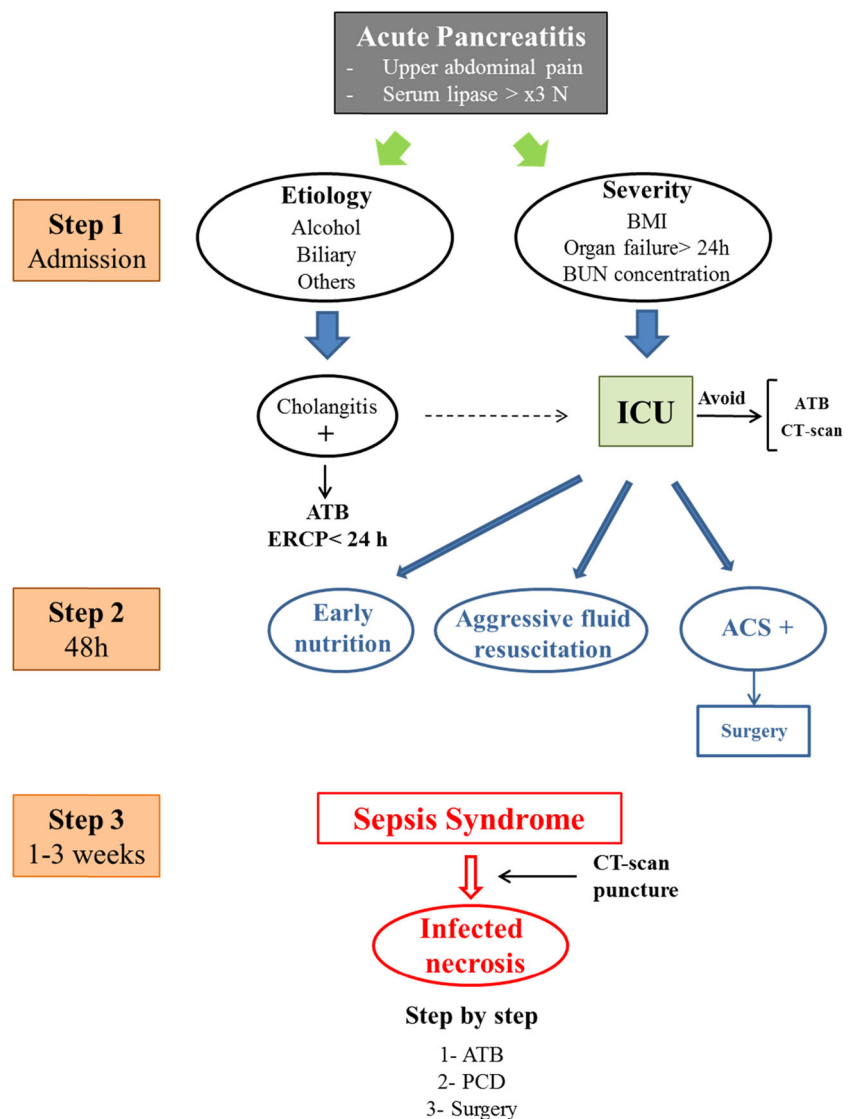 Acute Pancreatitis
- Upper abdominal pain
- Serum lipase > x3 N
Step 1
Admission
Etiology
Alcohol
Biliary
Others
Severity
BMI
Organ failure> 24h
BUN concentration
Cholangitis
+
ICU
Avoid
ATB
CT-scan
ATB
ERCP< 24 h
Step 2
48h
Early
nutrition
Aggressive fluid
resuscitation
ACS +
Surgery
Step 3
1-3 weeks
Sepsis Syndrome
CT-scan
puncture
Infected
necrosis
Step by step
1- ATB
2- PCD
3- Surgery